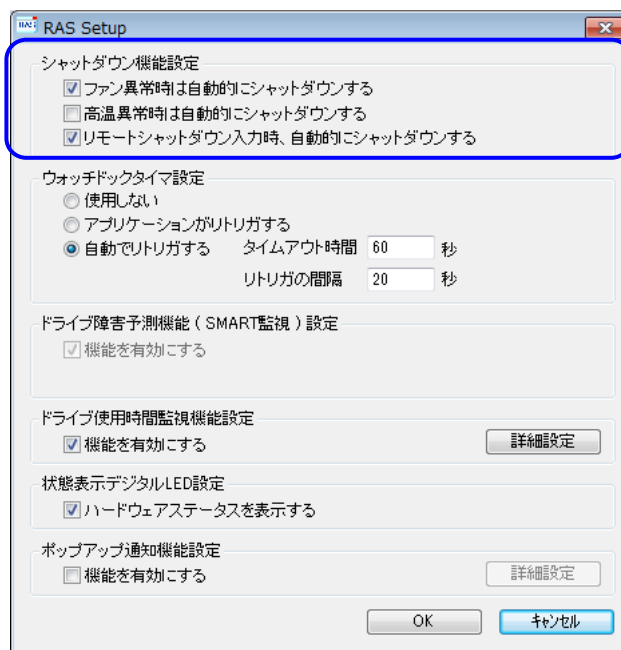 RAS Setup
シャットダウン機能設定
ファン異常時は自動的にシャットダウンする
高温異常時は自動的にシャットダウンする
リモートシャットダウン入力時、自動的にシャットダウンする
ウォッチドックタイマ設定
使用しない
アプリケーションがリトリガする
自動でリトリガする タイムアウト時間 60 秒
リトリガの間隔 20 秒
ドライブ障害予測機能 ( SMART監視 ) 設定
機能を有効にする
ドライブ使用時間監視機能設定
機能を有効にする 詳細設定
状態表示デジタルLED設定
ハードウェアステータスを表示する
ポップアップ通知機能設定
機能を有効にする 詳細設定
OK キャンセル